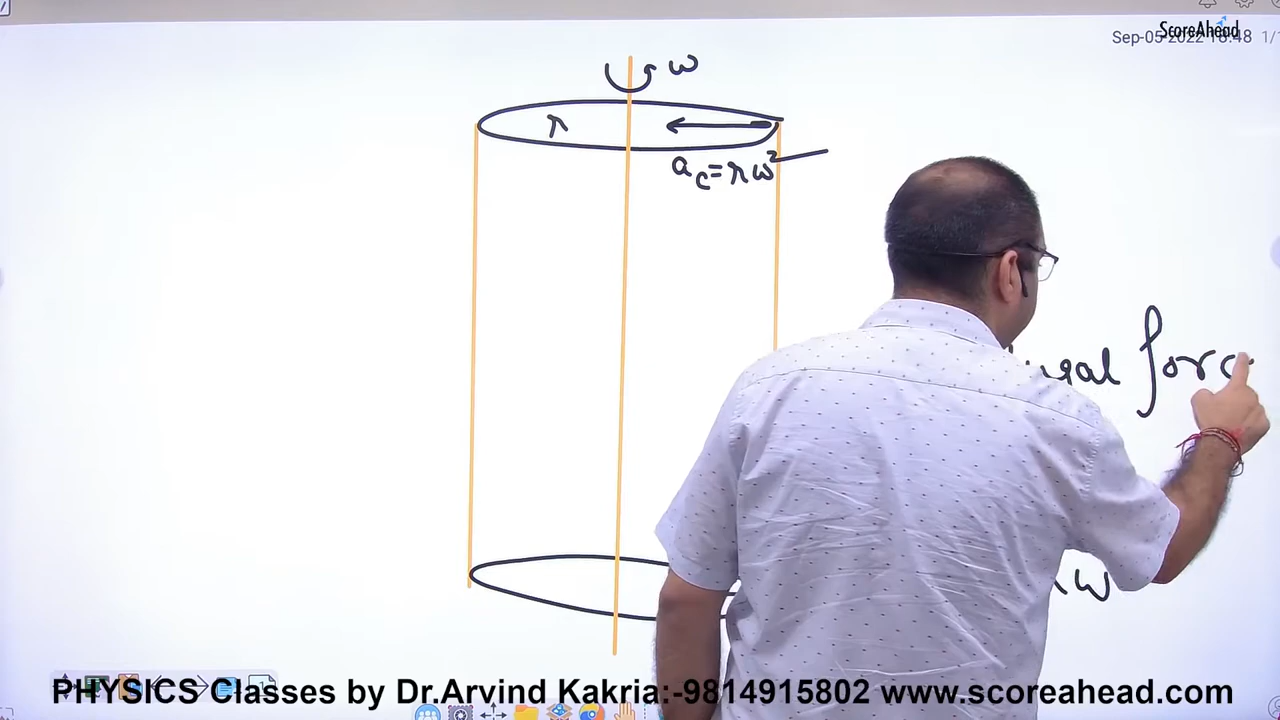 ScoreAhead
Sep-05-2022 18:48 1/1
ω
a_c = rω²
force
ω
PHYSICS Classes by Dr.Arvind Kakria:-9814915802 www.scoreahead.com